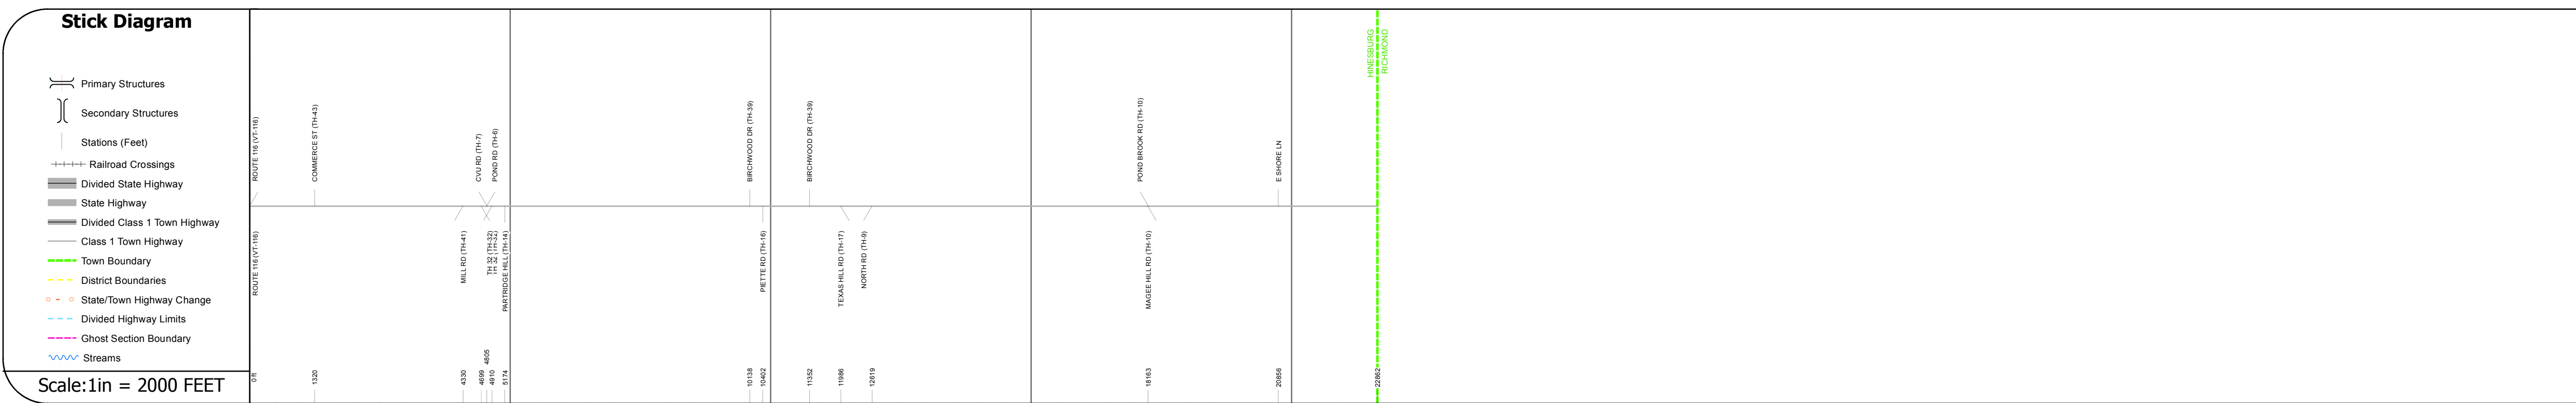 Stick Diagram
Primary Structures
Secondary Structures
Stations (Feet)
Railroad Crossings
Divided State Highway
State Highway
Divided Class 1 Town Highway
Class 1 Town Highway
Town Boundary
District Boundaries
State/Town Highway Change
Divided Highway Limits
Ghost Section Boundary
Streams
Scale:1in = 2000 FEET
ROUTE 116 (VT-116)
COMMERCE ST (TH-43)
CVU RD (TH-7)
POND RD (TH-6)
BIRCHWOOD DR (TH-39)
BIRCHWOOD DR (TH-39)
POND BROOK RD (TH-10)
E SHORE LN
HINESBURG
RICHMOND
ROUTE 116 (VT-116)
MILL RD (TH-41)
TH 32 (TH-32)
TH 32 (TH-32)
PARTRIDGE HILL (TH-14)
PIETTE RD (TH-16)
TEXAS HILL RD (TH-17)
NORTH RD (TH-9)
MAGEE HILL RD (TH-10)
0 ft
1320
4330
4699
4805
4910
5174
10138
10402
11352
11986
12619
18163
20856
22862